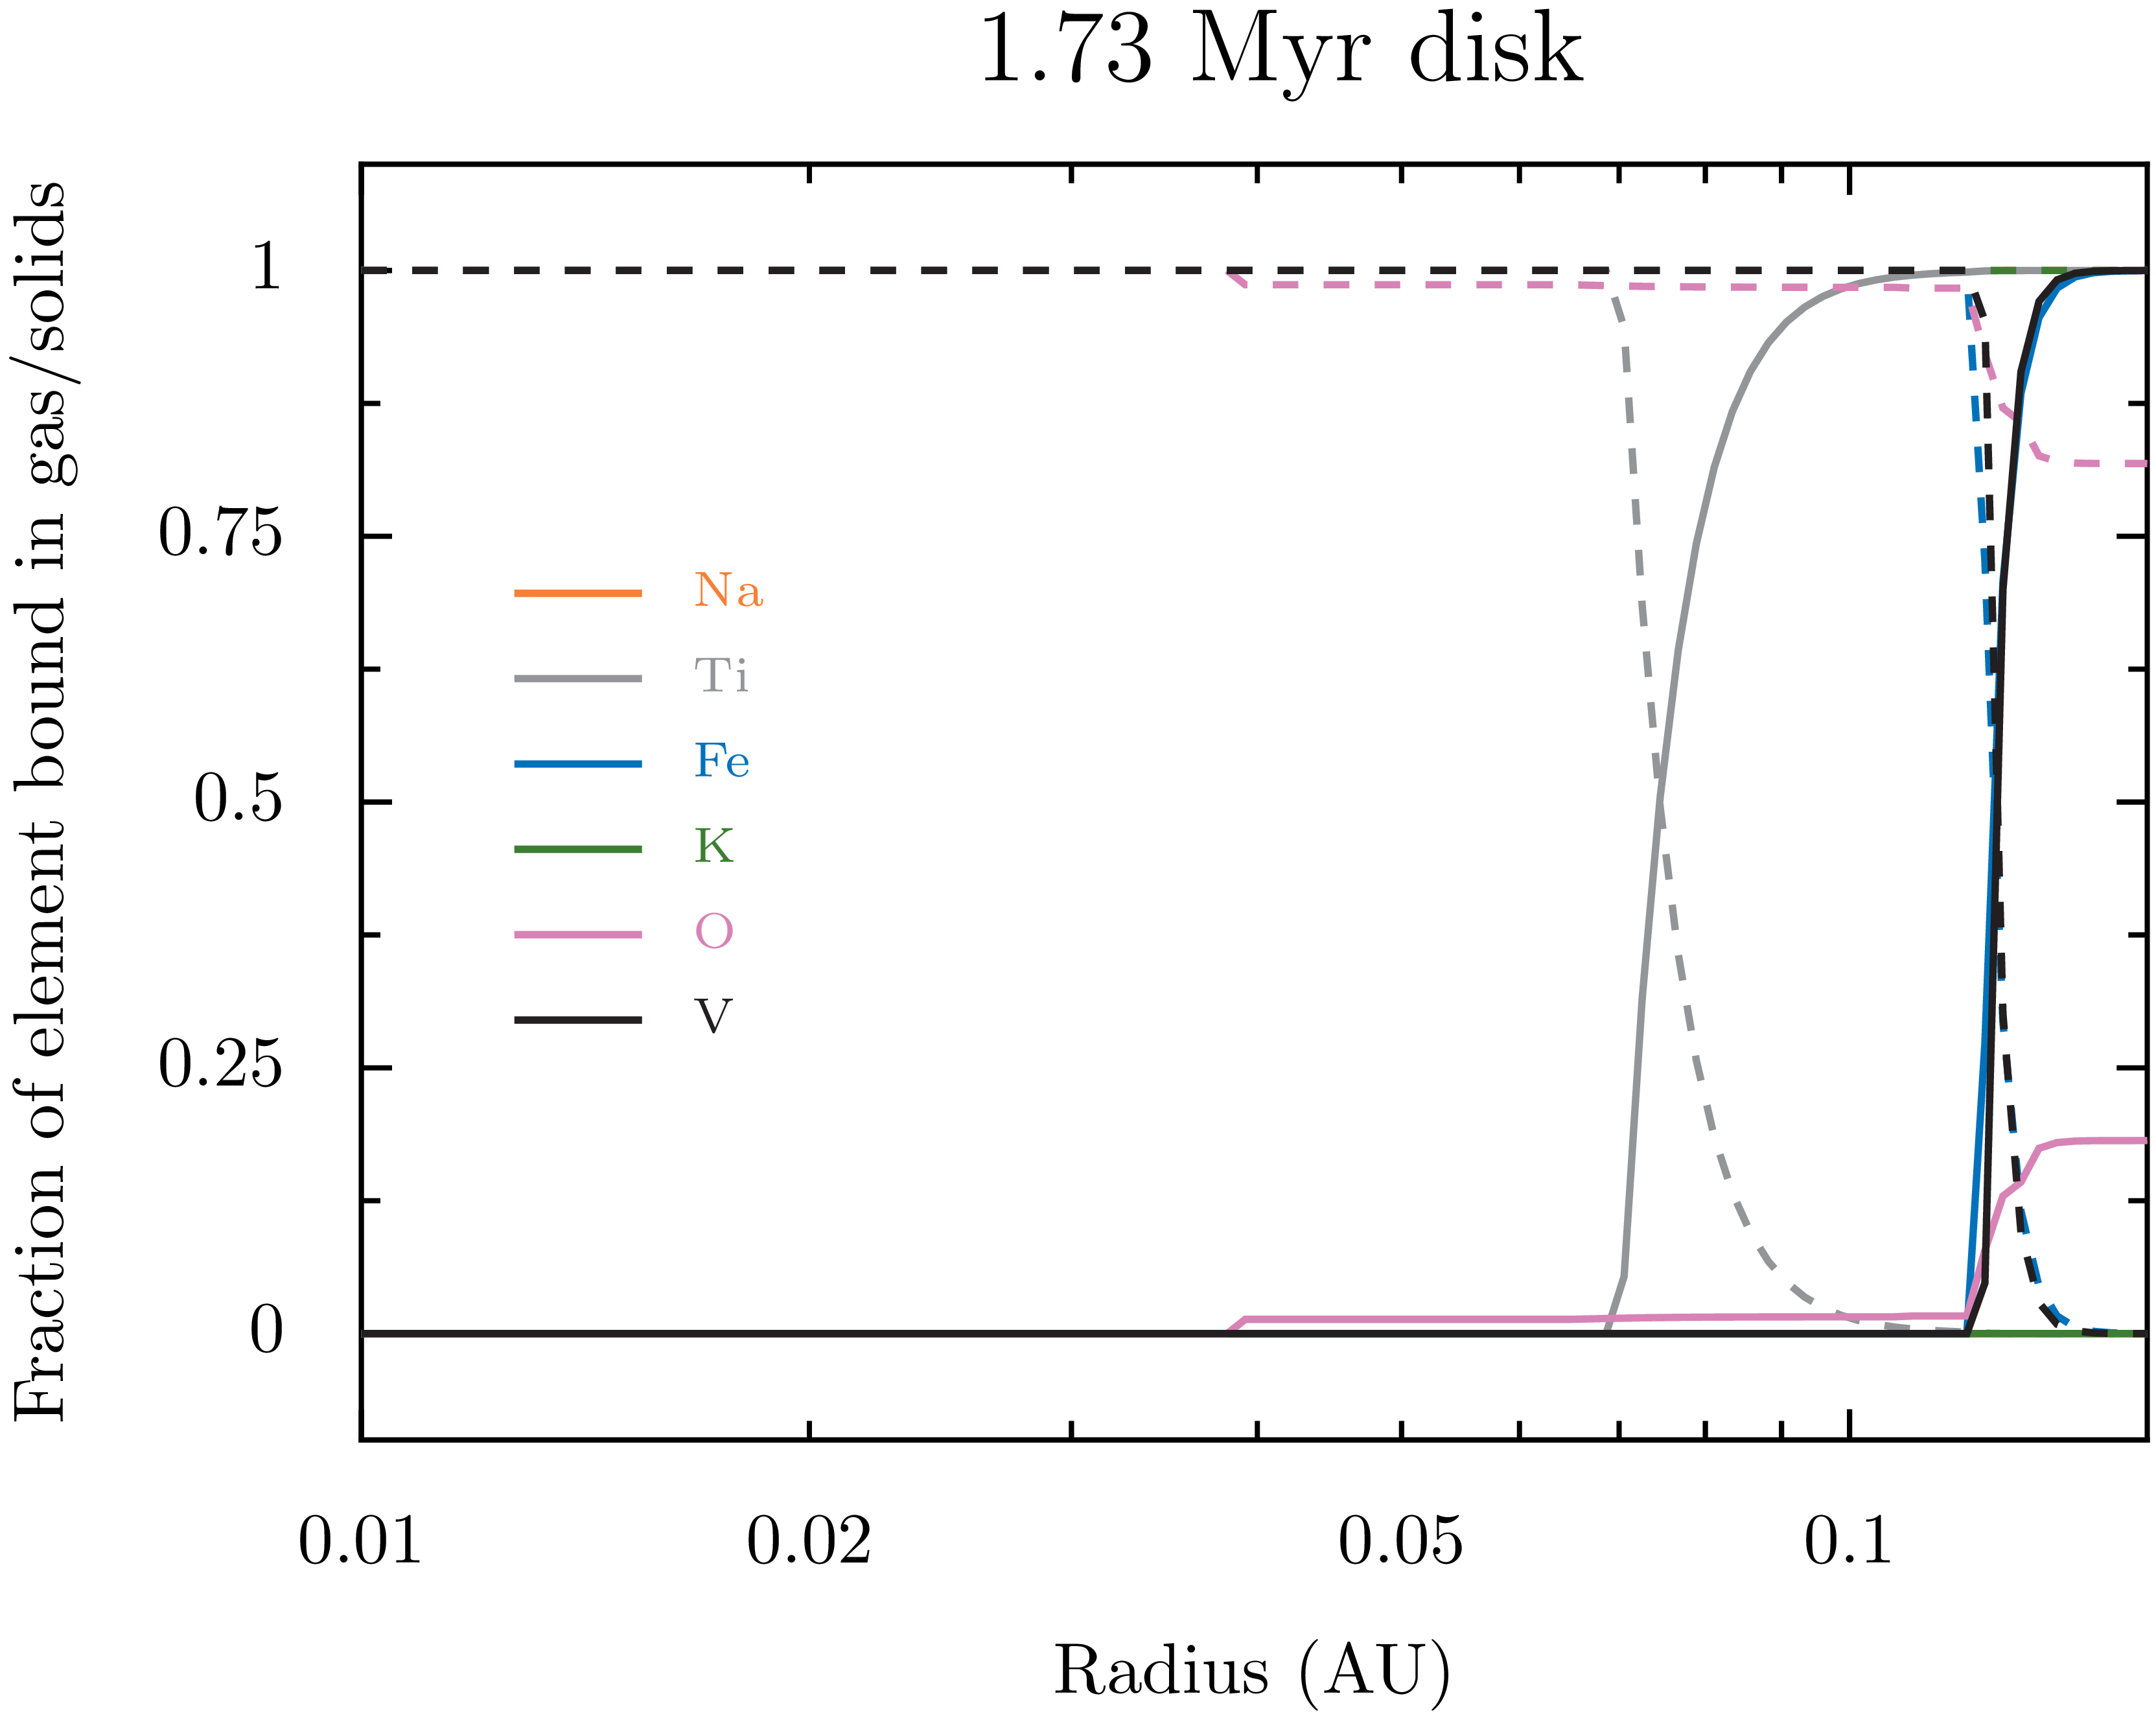 1.73 Myr disk
Fraction of element bound in gas/solids
1
0.75
0.5
0.25
0
Na
Ti
Fe
K
O
V
0.01 0.02 0.05 0.1
Radius (AU)